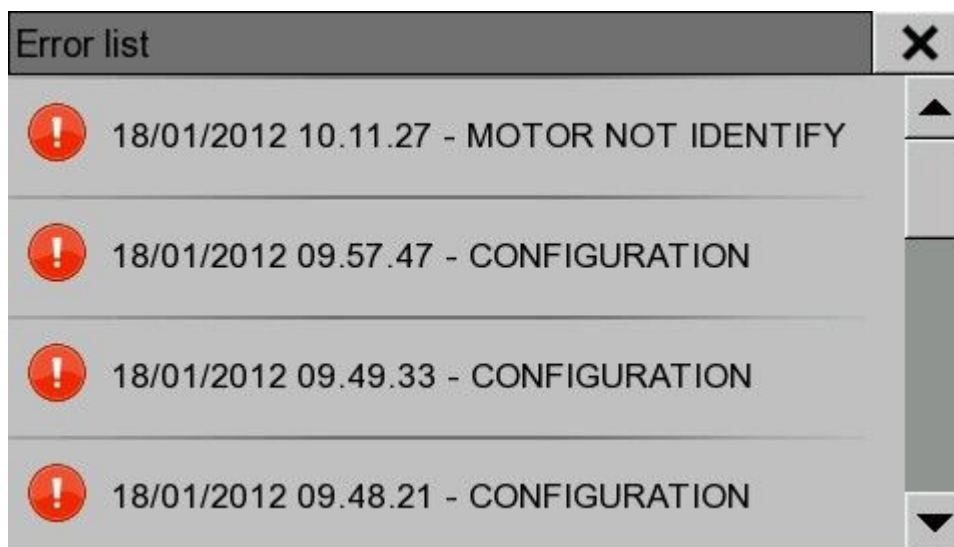 Error list
18/01/2012 10.11.27 - MOTOR NOT IDENTIFY
18/01/2012 09.57.47 - CONFIGURATION
18/01/2012 09.49.33 - CONFIGURATION
18/01/2012 09.48.21 - CONFIGURATION